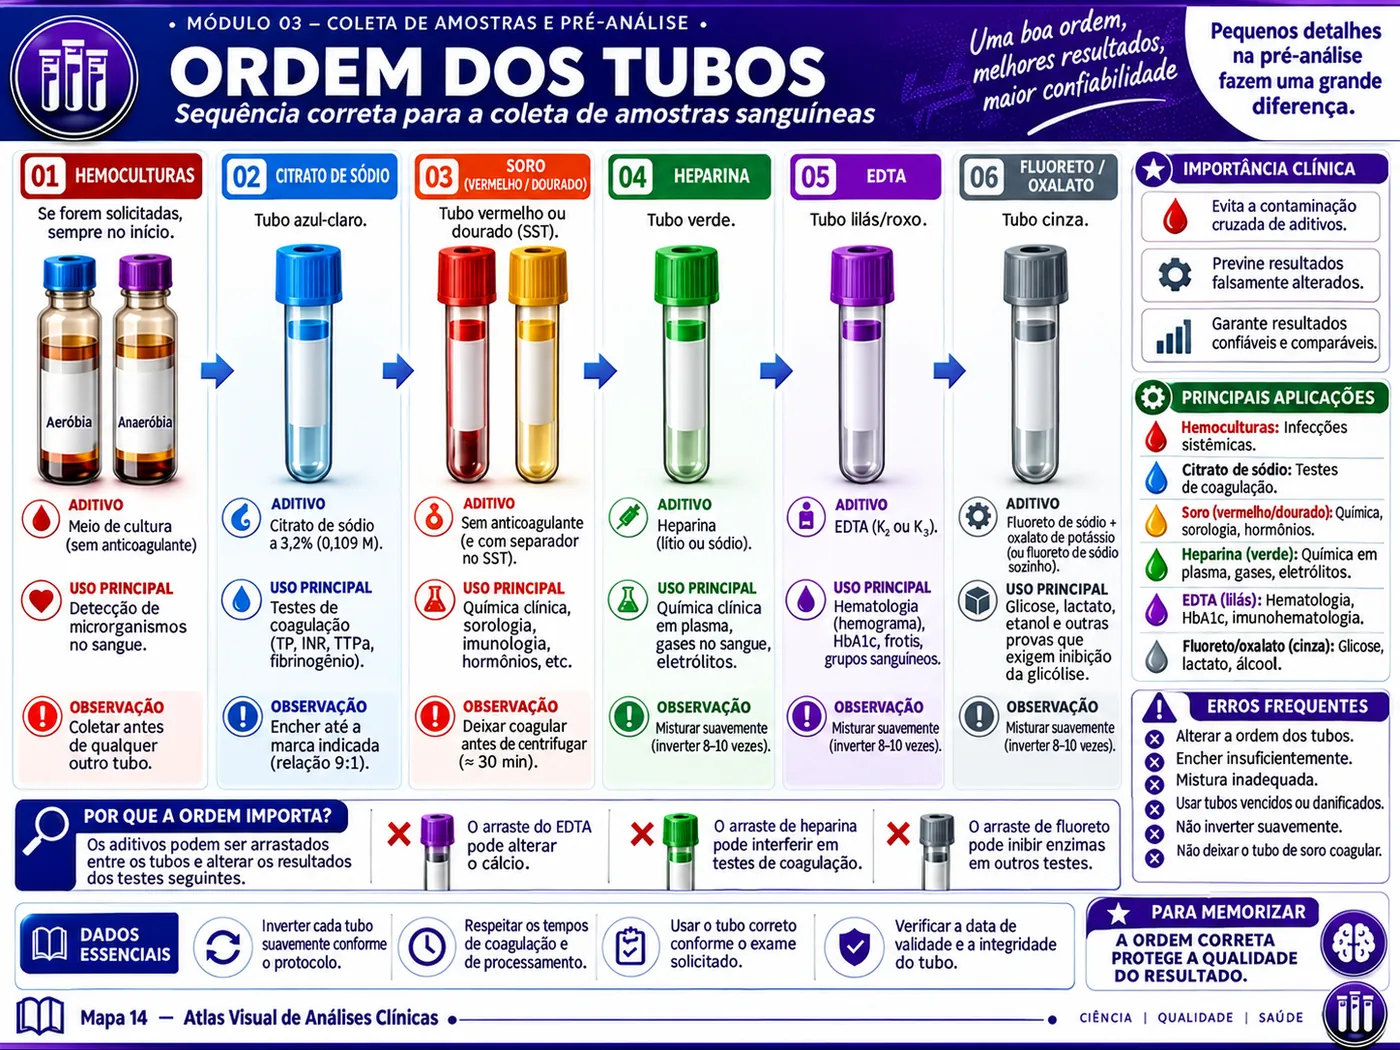 • MÓDULO 03 – COLETA DE AMOSTRAS E PRÉ-ANÁLISE •
ORDEM DOS TUBOS
Sequência correta para a coleta de amostras sanguíneas
Uma boa ordem,
melhores resultados,
maior confiabilidade
Pequenos detalhes
na pré-análise
fazem uma grande
diferença.
01 HEMOCULTURAS
Se forem solicitadas,
sempre no início.
Aeróbia
Anaeróbia
ADITIVO
Meio de cultura
(sem anticoagulante)
USO PRINCIPAL
Detecção de
microrganismos
no sangue.
OBSERVAÇÃO
Coletar antes
de qualquer
outro tubo.
02 CITRATO DE SÓDIO
Tubo azul-claro.
ADITIVO
Citrato de sódio
a 3,2% (0,109 M).
USO PRINCIPAL
Testes de
coagulação
(TP, INR, TTPa,
fibrinogênio).
OBSERVAÇÃO
Encher até a
marca indicada
(relação 9:1).
03 SORO
(VERMELHO / DOURADO)
Tubo vermelho ou
dourado (SST).
ADITIVO
Sem anticoagulante
(e com separador
no SST).
USO PRINCIPAL
Química clínica,
sorologia,
imunologia,
hormônios, etc.
OBSERVAÇÃO
Deixar coagular
antes de centrifugar
(≈ 30 min).
04 HEPARINA
Tubo verde.
ADITIVO
Heparina
(lítio ou sódio).
USO PRINCIPAL
Química clínica
em plasma,
gases no sangue,
eletrólitos.
OBSERVAÇÃO
Misturar suavemente
(inverter 8–10 vezes).
05 EDTA
Tubo lilás/roxo.
ADITIVO
EDTA (K₂ ou K₃).
USO PRINCIPAL
Hematologia
(hemograma),
HbA1c, frotis,
grupos sanguíneos.
OBSERVAÇÃO
Misturar suavemente
(inverter 8–10 vezes).
06 FLUORETO /
OXALATO
Tubo cinza.
ADITIVO
Fluoreto de sódio +
oxalato de potássio
(ou fluoreto de sódio
sozinho).
USO PRINCIPAL
Glicose, lactato,
etanol e outras
provas que
exigem inibição
da glicólise.
OBSERVAÇÃO
Misturar suavemente
(inverter 8–10 vezes).
IMPORTÂNCIA CLÍNICA
Evita a contaminação
cruzada de aditivos.
Previne resultados
falsamente alterados.
Garante resultados
confiáveis e comparáveis.
PRINCIPAIS APLICAÇÕES
Hemoculturas: Infecções
sistêmicas.
Citrato de sódio: Testes
de coagulação.
Soro (vermelho/dourado): Química,
sorologia, hormônios.
Heparina (verde): Química em
plasma, gases, eletrólitos.
EDTA (lilás): Hematologia,
HbA1c, imunohematologia.
Fluoreto/oxalato (cinza): Glicose,
lactato, álcool.
ERROS FREQUENTES
Alterar a ordem dos tubos.
Encher insuficientemente.
Mistura inadequada.
Usar tubos vencidos ou danificados.
Não inverter suavemente.
Não deixar o tubo de soro coagular.
POR QUE A ORDEM IMPORTA?
Os aditivos podem ser arrastados
entre os tubos e alterar os resultados
dos testes seguintes.
O arraste do EDTA
pode alterar
o cálcio.
O arraste de heparina
pode interferir em
testes de coagulação.
O arraste de fluoreto
pode inibir enzimas
em outros testes.
DADOS
ESSENCIAIS
Inverter cada tubo
suavemente conforme
o protocolo.
Respeitar os tempos
de coagulação e
de processamento.
Usar o tubo correto
conforme o exame
solicitado.
Verificar a data de
validade e a integridade
do tubo.
PARA MEMORIZAR
A ORDEM CORRETA
PROTEGE A QUALIDADE
DO RESULTADO.
Mapa 14 — Atlas Visual de Análises Clínicas
CIÊNCIA | QUALIDADE | SAÚDE